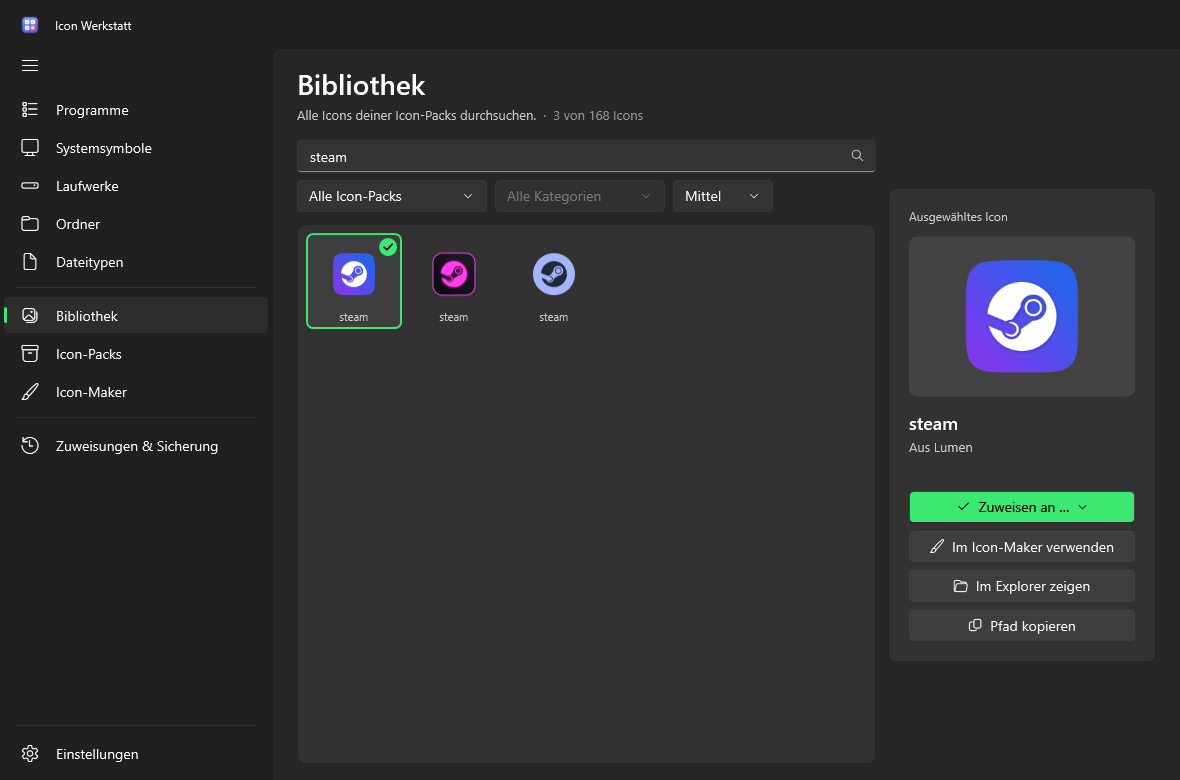 Icon Werkstatt
Programme
Systemsymbole
Laufwerke
Ordner
Dateitypen
Bibliothek
Icon-Packs
Icon-Maker
Zuweisungen & Sicherung
Einstellungen
Bibliothek
Alle Icons deiner Icon-Packs durchsuchen. · 3 von 168 Icons
steam
Alle Icon-Packs Alle Kategorien Mittel
steam steam steam
Ausgewähltes Icon
steam
Aus Lumen
Zuweisen an ...
Im Icon-Maker verwenden
Im Explorer zeigen
Pfad kopieren